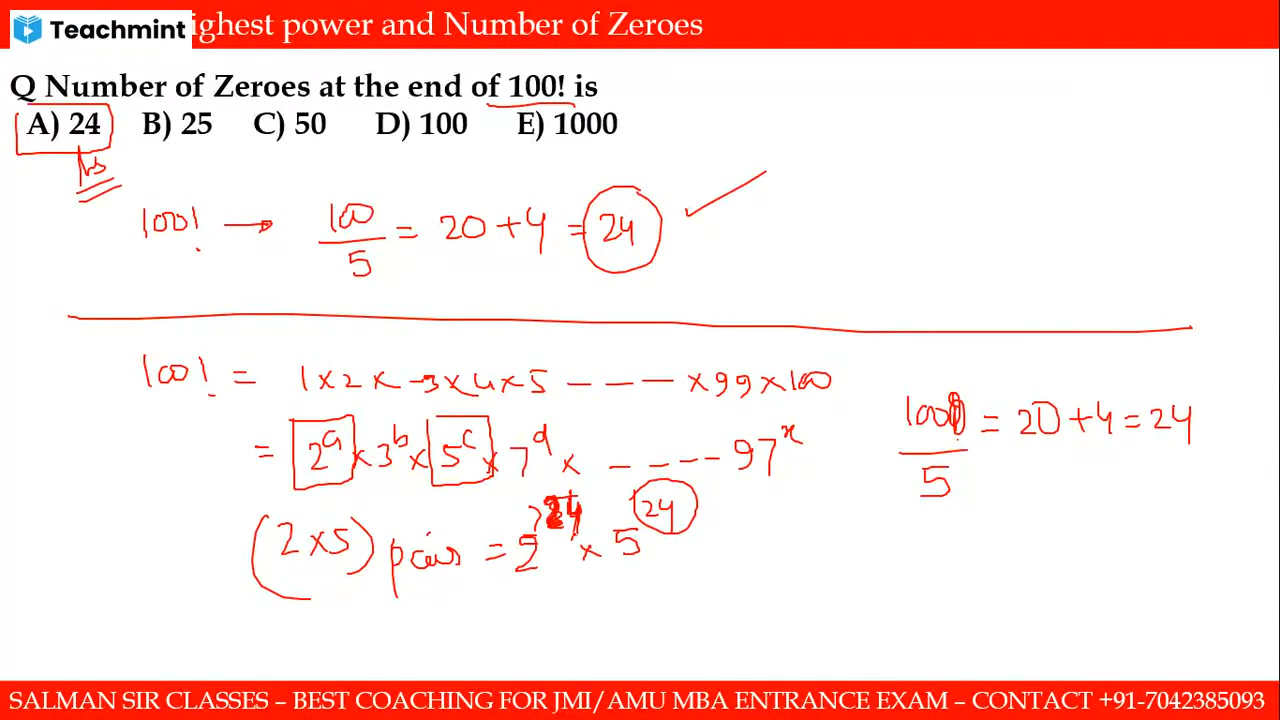 Teachmint
ighest power and Number of Zeroes
Q Number of Zeroes at the end of 100! is
A) 24 B) 25 C) 50 D) 100 E) 1000
Ans
100! → 100/5 = 20 + 4 = 24 ✓
100! = 1 × 2 × 3 × 4 × 5 - - - × 99 × 100
= 2^a × 3^b × 5^c × 7^d × - - - - 97^x
100!/5 = 20 + 4 = 24
(2 × 5) pairs = 2^≥24 × 5^24
SALMAN SIR CLASSES – BEST COACHING FOR JMI/AMU MBA ENTRANCE EXAM – CONTACT +91-7042385093